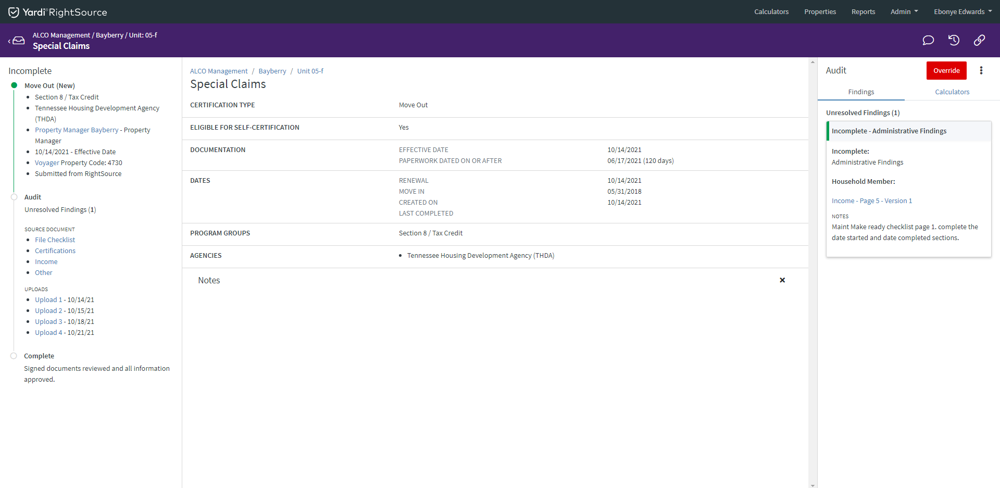 Yardi® RightSource
Calculators
Properties
Reports
Admin
Ebonye Edwards
ALCO Management / Bayberry / Unit: 05-f
Special Claims
Incomplete
Move Out (New)
Section 8 / Tax Credit
Tennessee Housing Development Agency
(THDA)
Property Manager Bayberry - Property
Manager
10/14/2021 - Effective Date
Voyager Property Code: 4730
Submitted from RightSource
Audit
Unresolved Findings (1)
SOURCE DOCUMENT
File Checklist
Certifications
Income
Other
UPLOADS
Upload 1 - 10/14/21
Upload 2 - 10/15/21
Upload 3 - 10/18/21
Upload 4 - 10/21/21
Complete
Signed documents reviewed and all information
approved.
ALCO Management / Bayberry / Unit 05-f
Special Claims
CERTIFICATION TYPE Move Out
ELIGIBLE FOR SELF-CERTIFICATION Yes
DOCUMENTATION EFFECTIVE DATE 10/14/2021
PAPERWORK DATED ON OR AFTER 06/17/2021 (120 days)
DATES RENEWAL 10/14/2021
MOVE IN 05/31/2018
CREATED ON 10/14/2021
LAST COMPLETED
PROGRAM GROUPS Section 8 / Tax Credit
AGENCIES Tennessee Housing Development Agency (THDA)
Notes
Audit
Override
Findings
Calculators
Unresolved Findings (1)
Incomplete - Administrative Findings
Incomplete:
Administrative Findings
Household Member:
Income - Page 5 - Version 1
NOTES
Maint Make ready checklist page 1. complete the
date started and date completed sections.